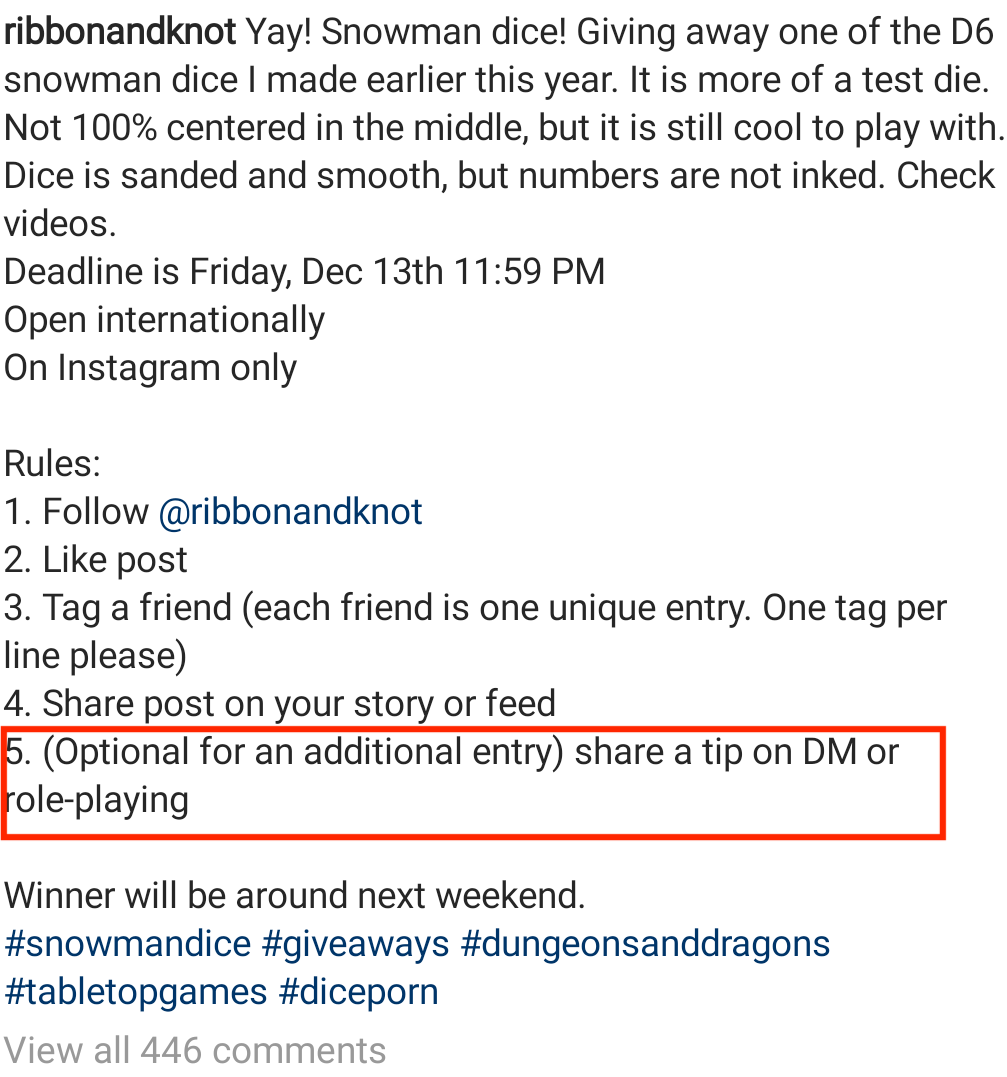 ribbonandknot Yay! Snowman dice! Giving away one of the D6
snowman dice I made earlier this year. It is more of a test die.
Not 100% centered in the middle, but it is still cool to play with.
Dice is sanded and smooth, but numbers are not inked. Check
videos.
Deadline is Friday, Dec 13th 11:59 PM
Open internationally
On Instagram only
Rules:
1. Follow @ribbonandknot
2. Like post
3. Tag a friend (each friend is one unique entry. One tag per
line please)
4. Share post on your story or feed
5. (Optional for an additional entry) share a tip on DM or
role-playing
Winner will be around next weekend.
#snowmandice #giveaways #dungeonsanddragons
#tabletopgames #diceporn
View all 446 comments